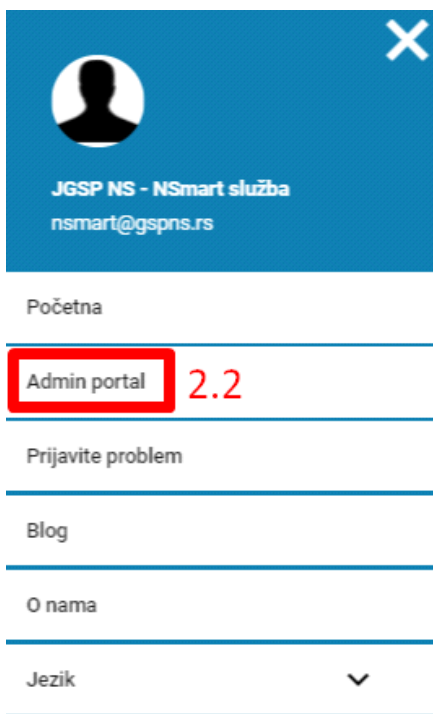 JGSP NS - NSmart služba
nsmart@gspns.rs
Početna
Admin portal 2.2
Prijavite problem
Blog
O nama
Jezik